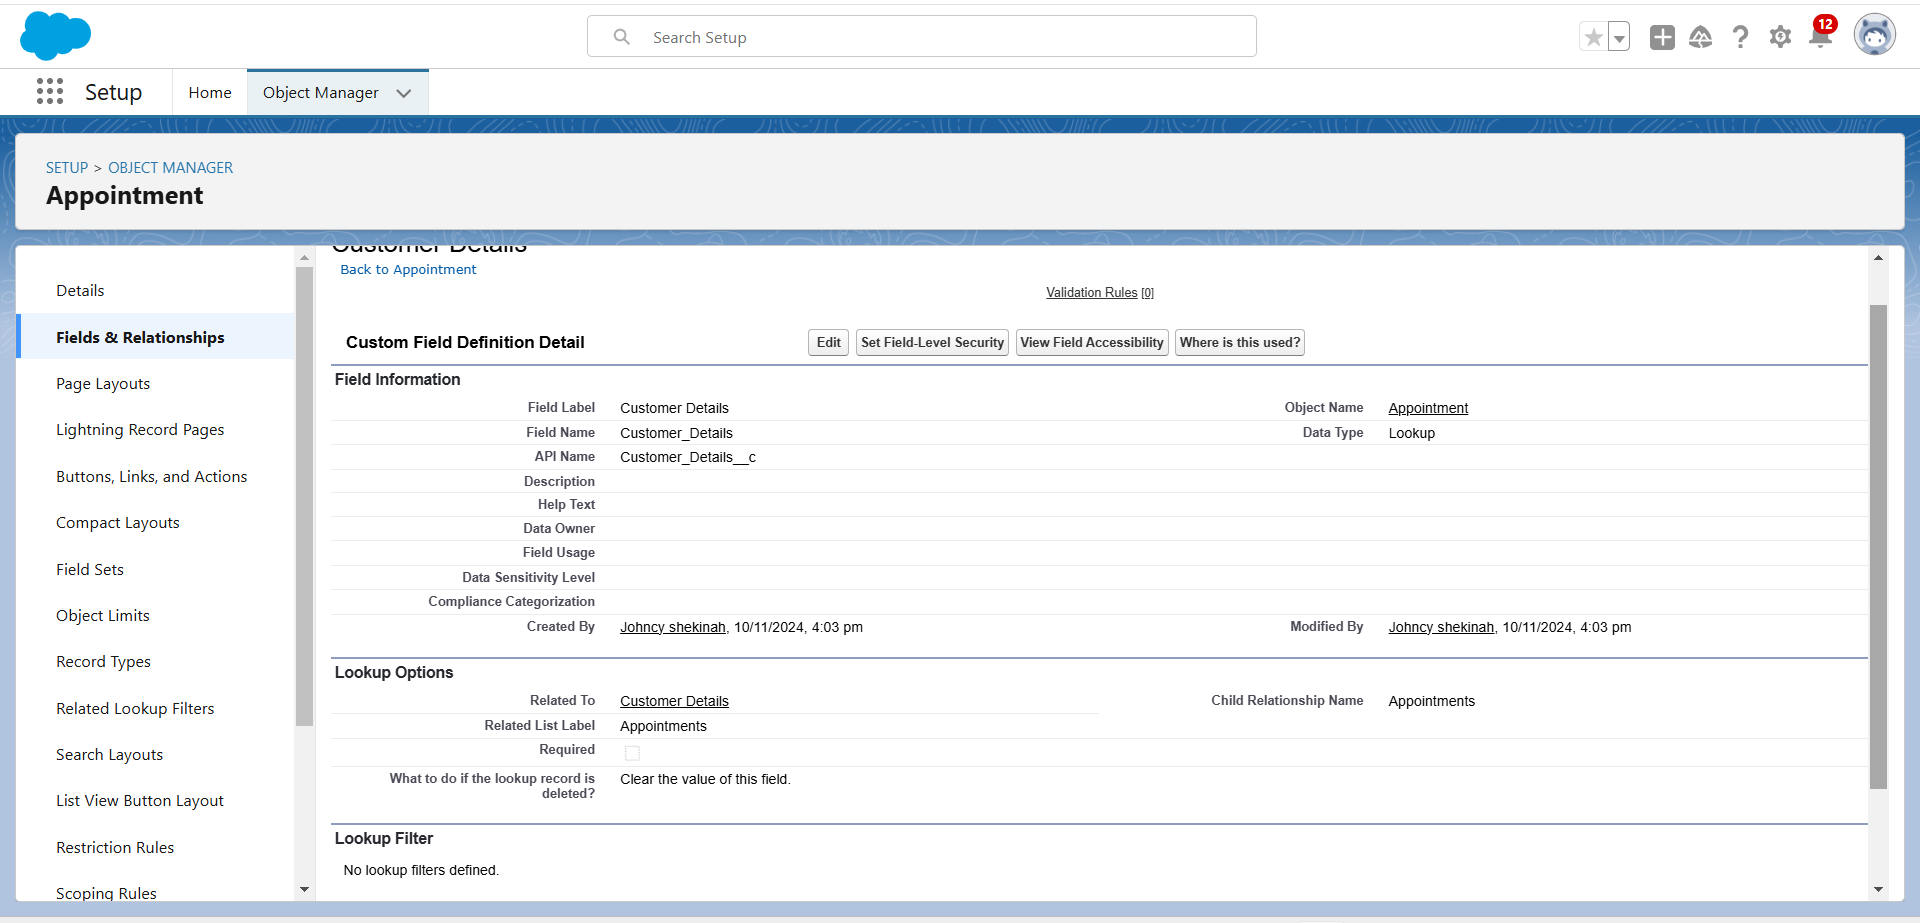 Search Setup
12
Setup
Home
Object Manager
SETUP > OBJECT MANAGER
Appointment
Details
Fields & Relationships
Page Layouts
Lightning Record Pages
Buttons, Links, and Actions
Compact Layouts
Field Sets
Object Limits
Record Types
Related Lookup Filters
Search Layouts
List View Button Layout
Restriction Rules
Scoping Rules
Customer Details
Back to Appointment
Validation Rules [0]
Custom Field Definition Detail
Edit
Set Field-Level Security
View Field Accessibility
Where is this used?
Field Information
Field Label Customer Details Object Name Appointment
Field Name Customer_Details Data Type Lookup
API Name Customer_Details__c
Description
Help Text
Data Owner
Field Usage
Data Sensitivity Level
Compliance Categorization
Created By Johncy shekinah, 10/11/2024, 4:03 pm Modified By Johncy shekinah, 10/11/2024, 4:03 pm
Lookup Options
Related To Customer Details Child Relationship Name Appointments
Related List Label Appointments
Required
What to do if the lookup record is Clear the value of this field.
deleted?
Lookup Filter
No lookup filters defined.